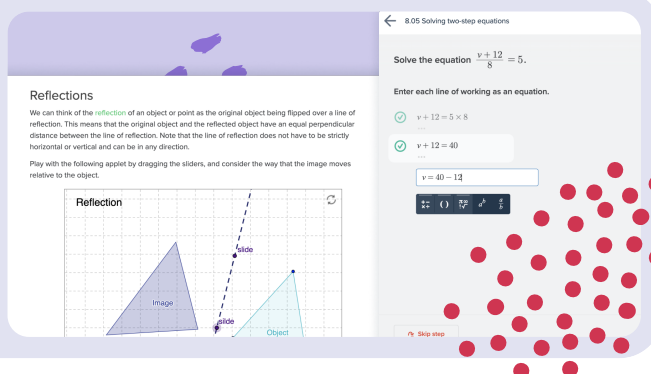 Reflections
We can think of the reflection of an object or point as the original object being flipped over a line of
reflection. This means that the original object and the reflected object have an equal perpendicular
distance between the line of reflection. Note that the line of reflection does not have to be strictly
horizontal or vertical and can be in any direction.
Play with the following applet by dragging the sliders, and consider the way that the image moves
relative to the object.
Reflection
slide
Image
silde
Object
8.05 Solving two-step equations
Solve the equation (v + 12)/8 = 5.
Enter each line of working as an equation.
v + 12 = 5 × 8
...
v + 12 = 40
...
v = 40 − 12
+ − × ÷ ( ) a^b a/b
Skip step